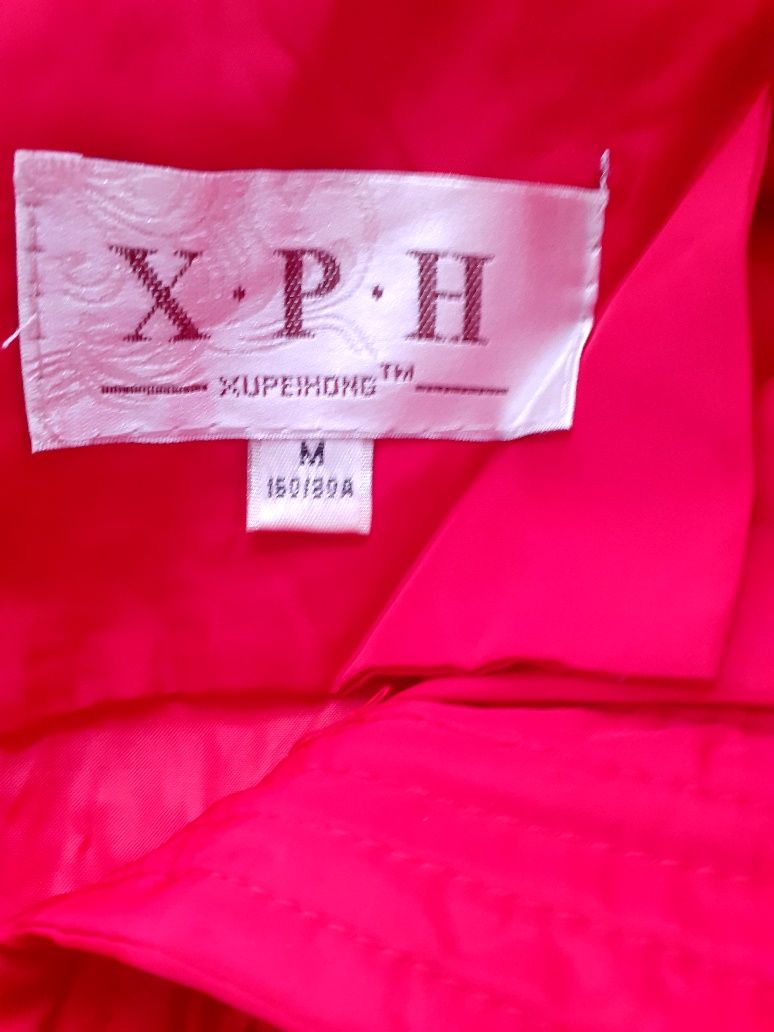 X·P·H
XUPEIHONG™
M
160/80A